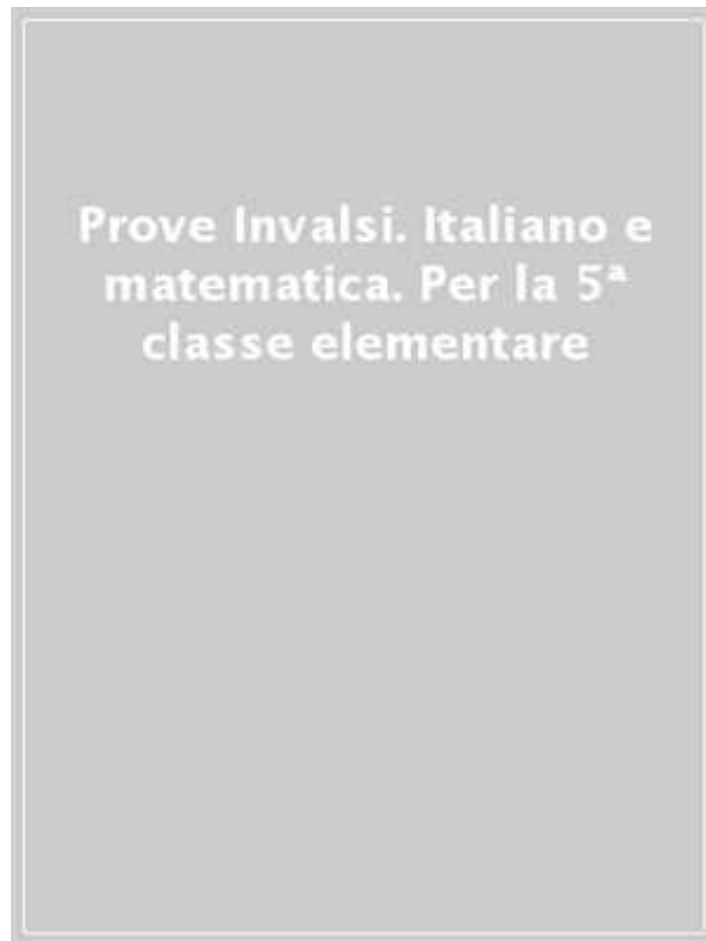 Prove Invalsi. Italiano e
matematica. Per la 5ª
classe elementare